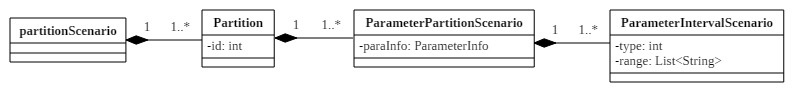 partitionScenario
1
1..*
Partition
-id: int
1
1..*
ParameterPartitionScenario
-paraInfo: ParameterInfo
1
1..*
ParameterIntervalScenario
-type: int
-range: List<String>